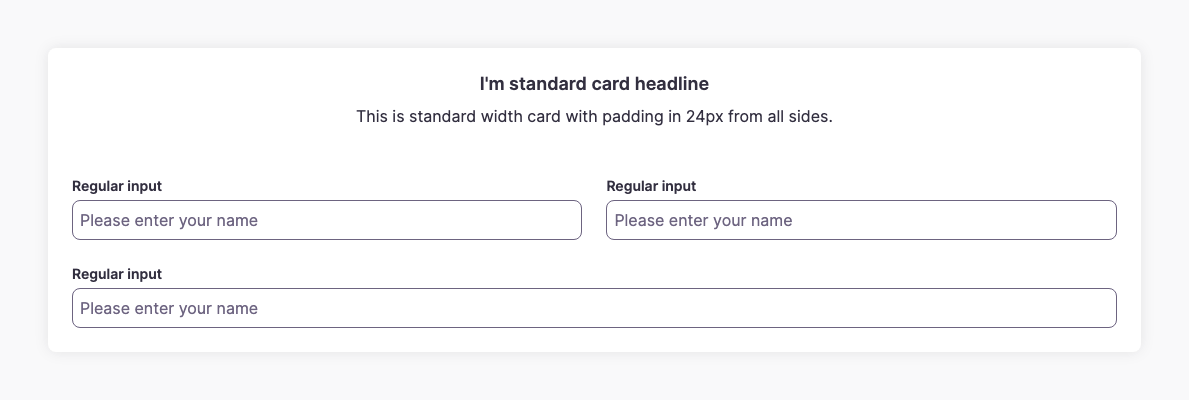 I'm standard card headline
This is standard width card with padding in 24px from all sides.
Regular input
Regular input
Please enter your name
Please enter your name
Regular input
Please enter your name